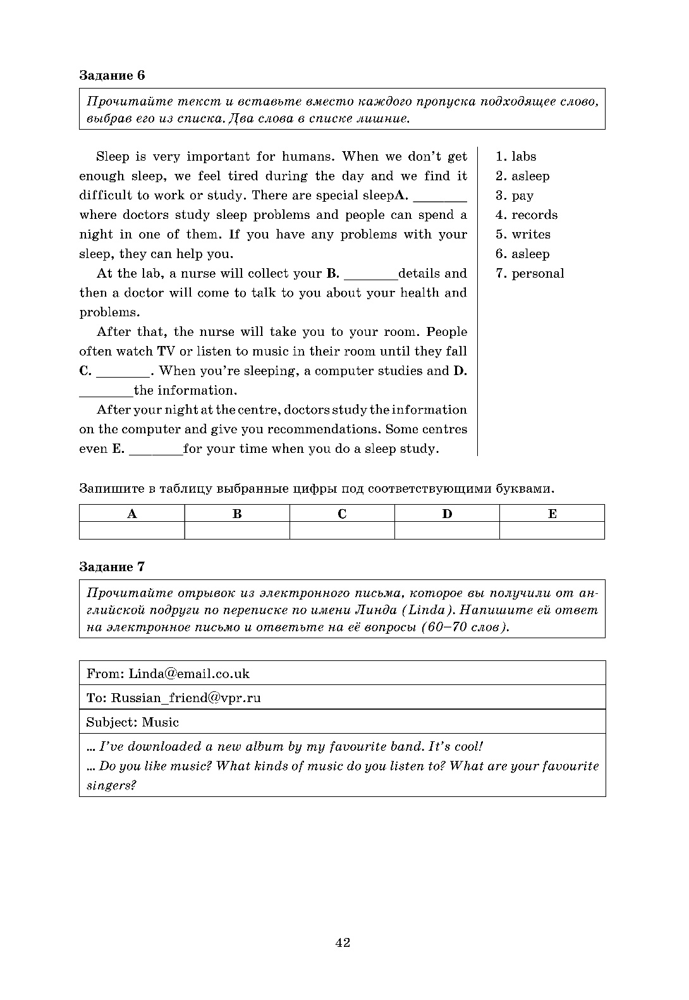 Задание 6
Прочитайте текст и вставьте вместо каждого пропуска подходящее слово,
выбрав его из списка. Два слова в списке лишние.
Sleep is very important for humans. When we don't get
enough sleep, we feel tired during the day and we find it
difficult to work or study. There are special sleepA. ________
where doctors study sleep problems and people can spend a
night in one of them. If you have any problems with your
sleep, they can help you.
At the lab, a nurse will collect your B. ________details and
then a doctor will come to talk to you about your health and
problems.
After that, the nurse will take you to your room. People
often watch TV or listen to music in their room until they fall
C. ________. When you're sleeping, a computer studies and D.
________the information.
After your night at the centre, doctors study the information
on the computer and give you recommendations. Some centres
even E. ________for your time when you do a sleep study.
1. labs
2. asleep
3. pay
4. records
5. writes
6. asleep
7. personal
Запишите в таблицу выбранные цифры под соответствующими буквами.
A B C D E
Задание 7
Прочитайте отрывок из электронного письма, которое вы получили от ан-
глийской подруги по переписке по имени Линда (Linda). Напишите ей ответ
на электронное письмо и ответьте на её вопросы (60–70 слов).
From: Linda@email.co.uk
To: Russian_friend@vpr.ru
Subject: Music
... I've downloaded a new album by my favourite band. It's cool!
... Do you like music? What kinds of music do you listen to? What are your favourite
singers?
42